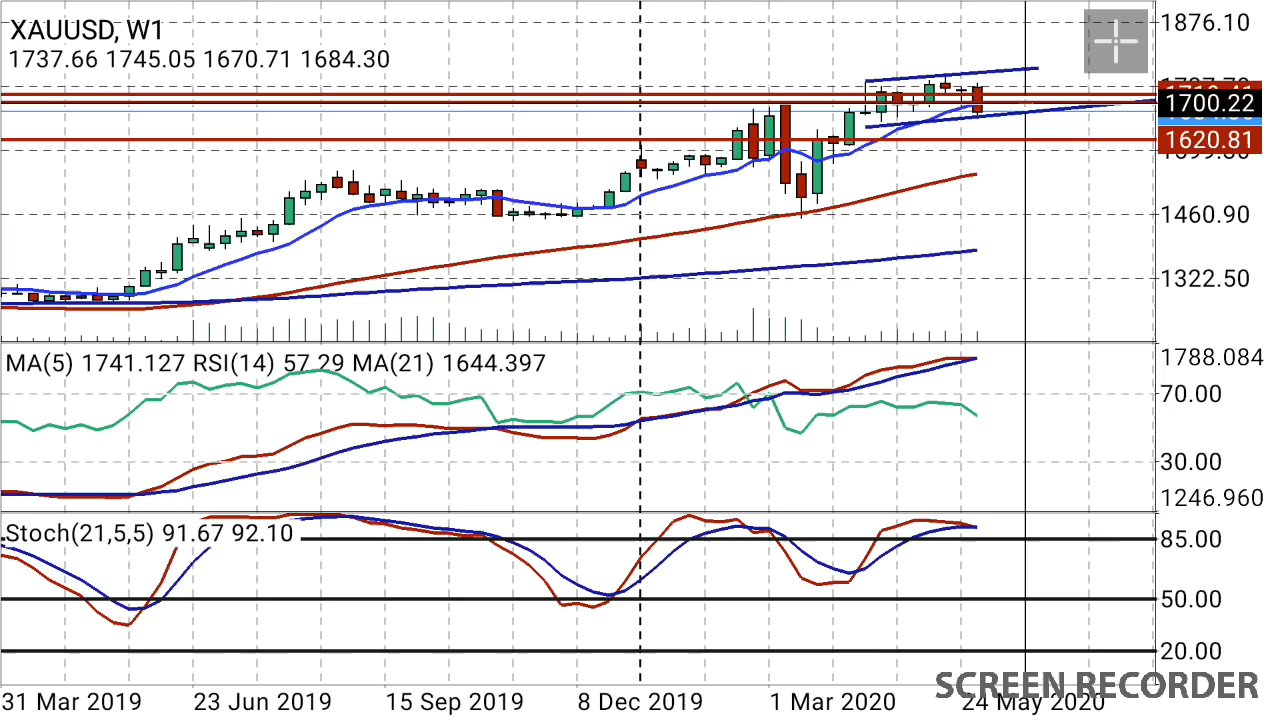 XAUUSD, W1
1737.66 1745.05 1670.71 1684.30
1876.10
1700.22
1620.81
1460.90
1322.50
MA(5) 1741.127 RSI(14) 57.29 MA(21) 1644.397
1788.084
70.00
30.00
1246.960
Stoch(21,5,5) 91.67 92.10
85.00
50.00
20.00
31 Mar 2019 23 Jun 2019 15 Sep 2019 8 Dec 2019 1 Mar 2020 24 May 2020
SCREEN RECORDER